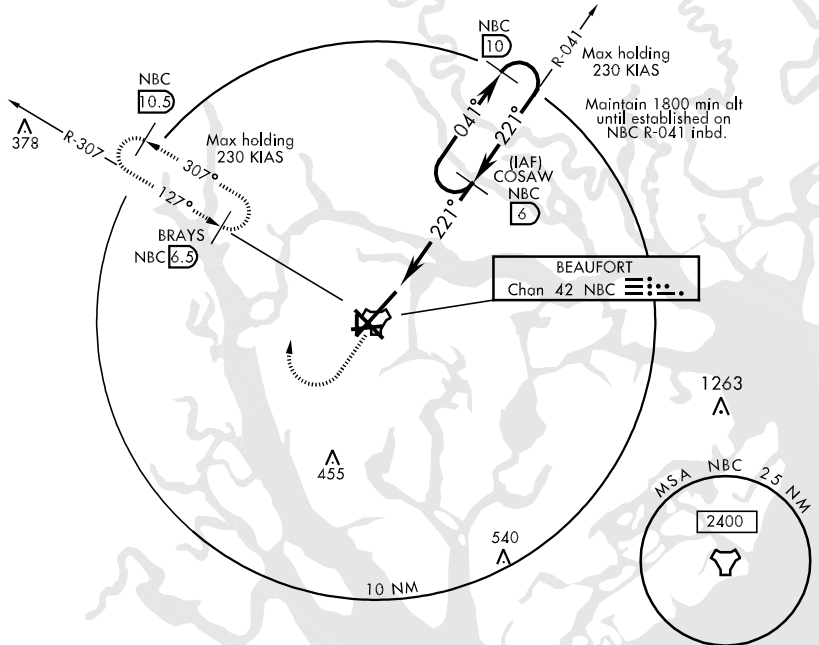 NBC
10
R-041
Max holding
230 KIAS
NBC
10.5
041°
221°
Maintain 1800 min alt
until established on
NBC R-041 inbd.
378
R-307
Max holding
230 KIAS
307°
127°
(IAF)
COSAW
NBC
6
221°
BRAYS
NBC 6.5
BEAUFORT
Chan 42 NBC
1263
455
MSA NBC 25 NM
2400
540
10 NM